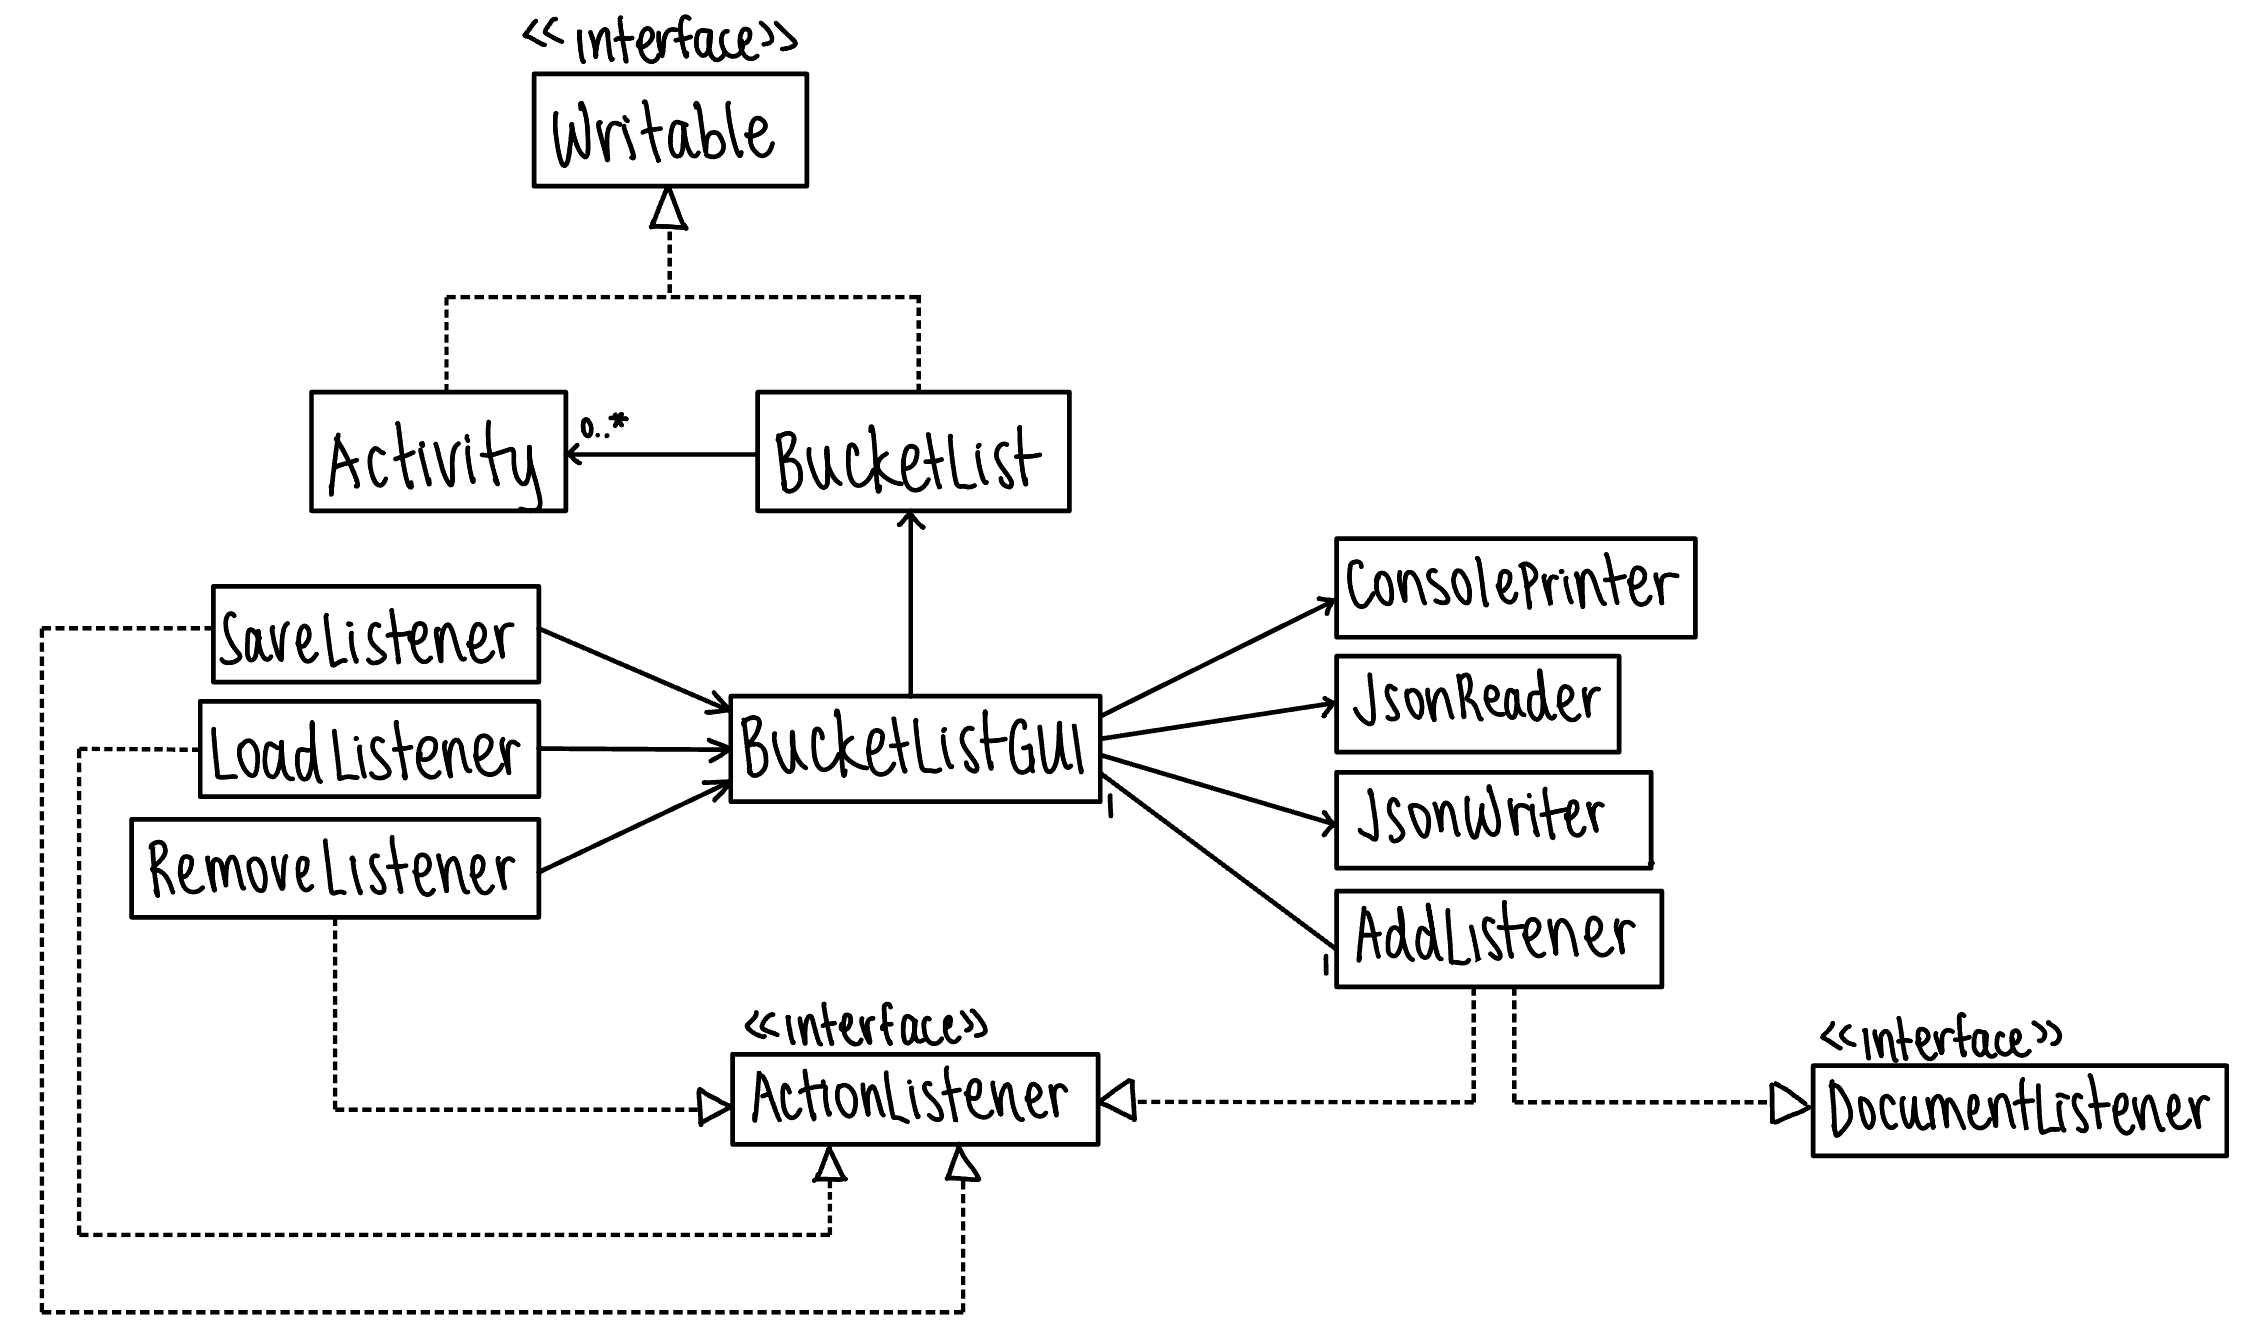 <<interface>>
Writable
Activity
0..*
BucketList
ConsolePrinter
SaveListener
JsonReader
LoadListener
BucketListGUI
1
JsonWriter
RemoveListener
AddListener
1
<<interface>>
ActionListener
<<interface>>
DocumentListener